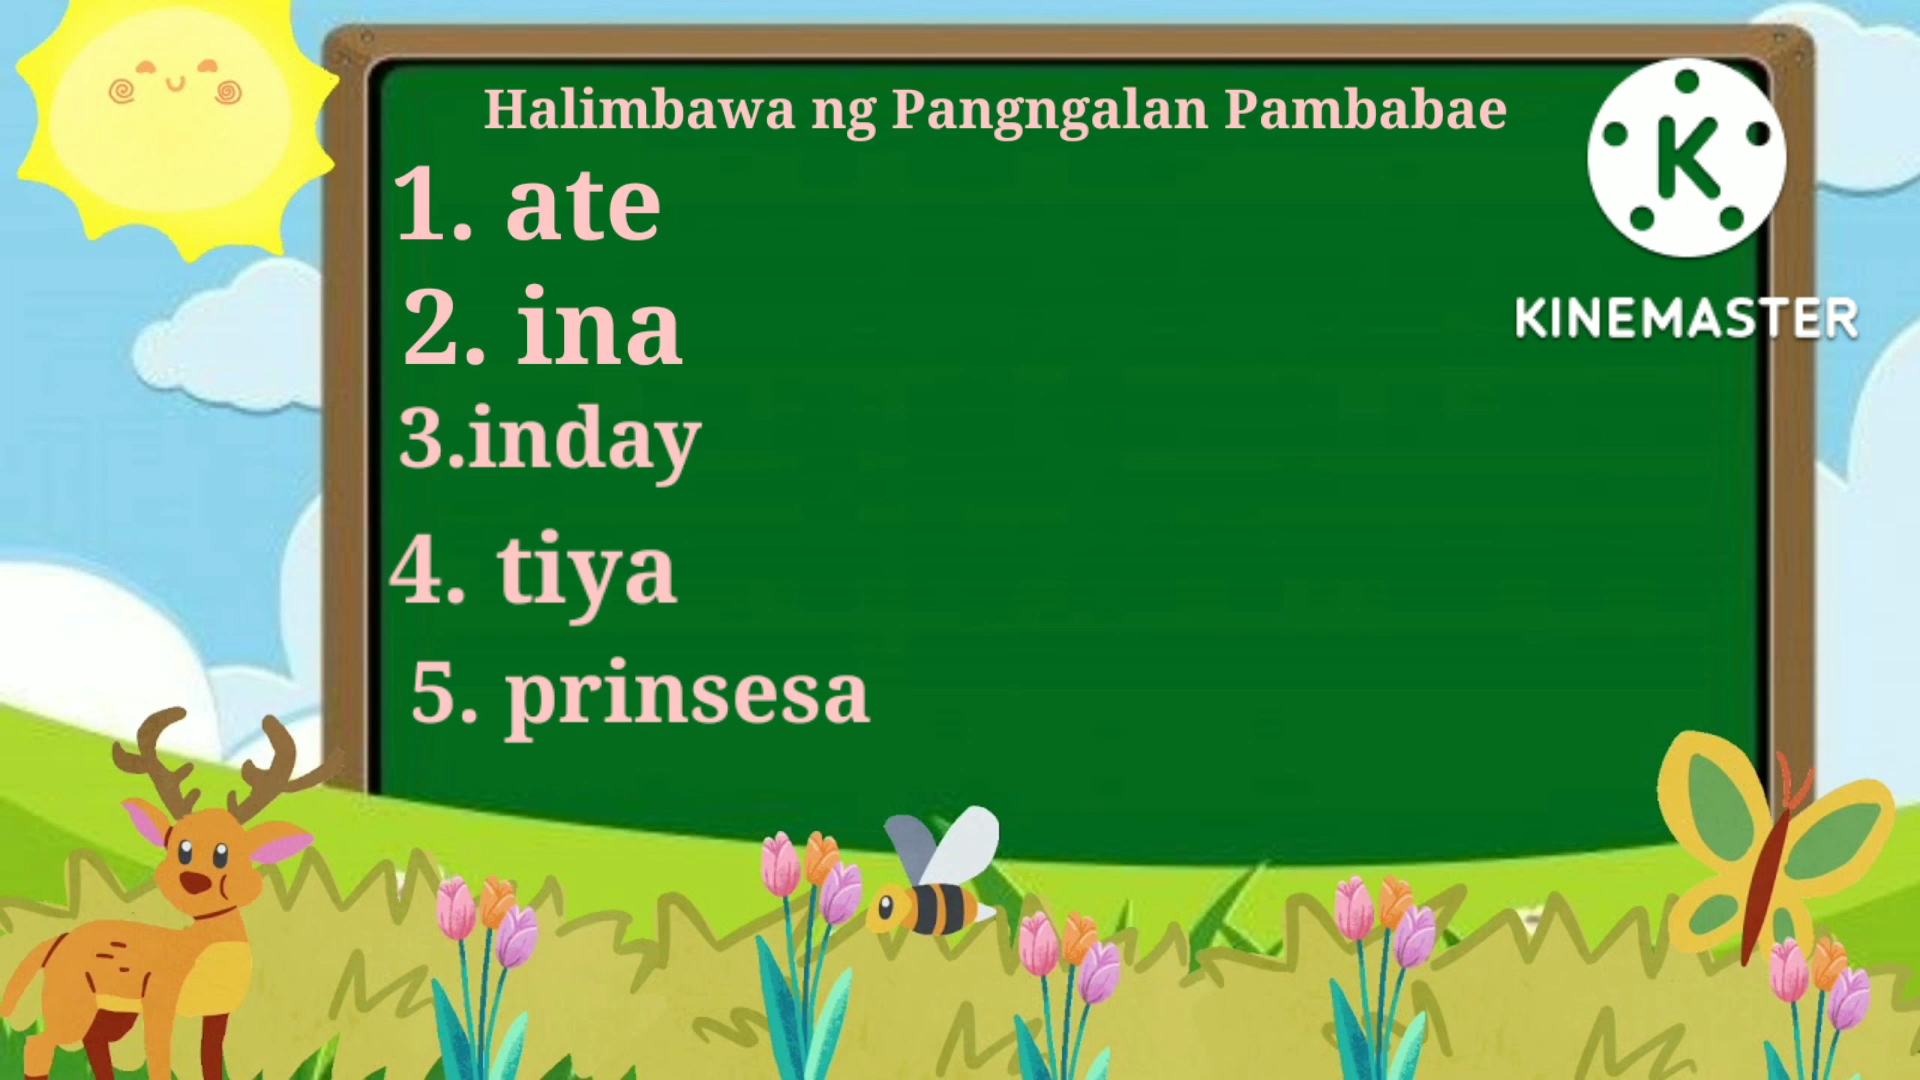 Halimbawa ng Pangngalan Pambabae
1. ate
2. ina
3.inday
4. tiya
5. prinsesa
K
KINEMASTER